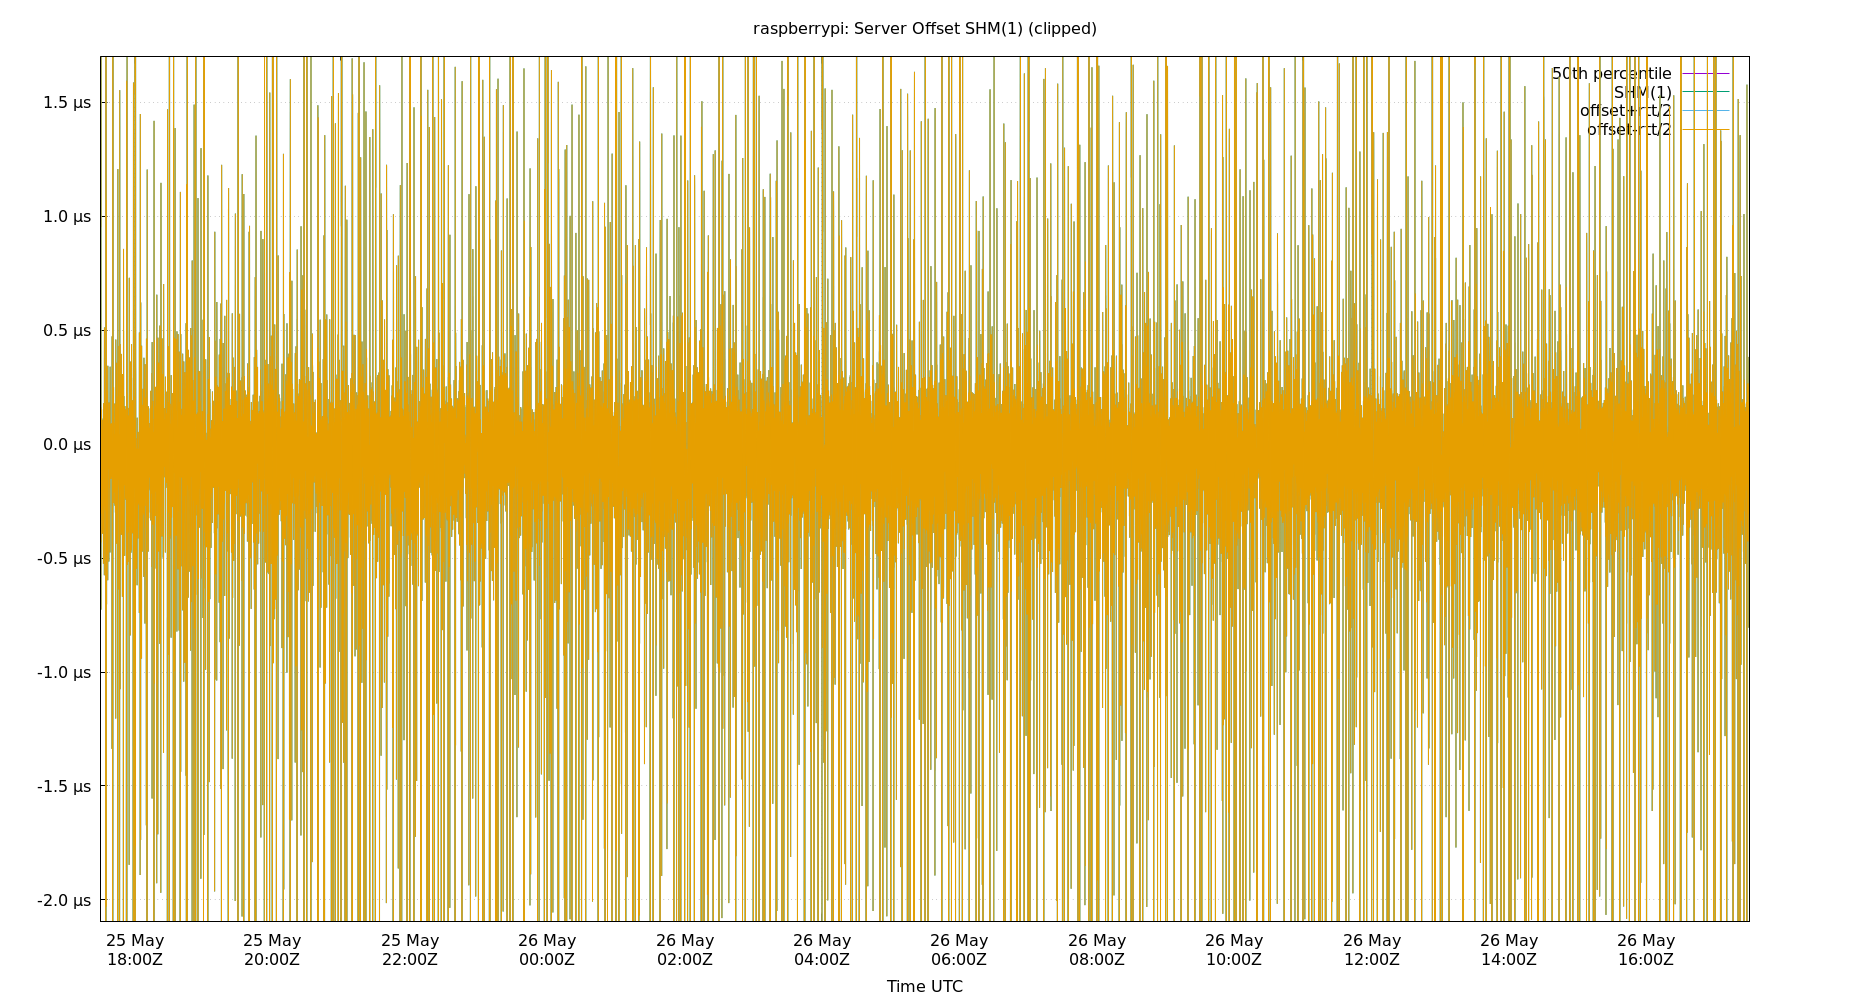 raspberrypi: Server Offset SHM(1) (clipped)
50th percentile
SHM(1)
offset+rtt/2
offset-rtt/2
1.5 µs
1.0 µs
0.5 µs
0.0 µs
-0.5 µs
-1.0 µs
-1.5 µs
-2.0 µs
25 May 25 May 25 May 26 May 26 May 26 May 26 May 26 May 26 May 26 May 26 May 26 May
18:00Z 20:00Z 22:00Z 00:00Z 02:00Z 04:00Z 06:00Z 08:00Z 10:00Z 12:00Z 14:00Z 16:00Z
Time UTC